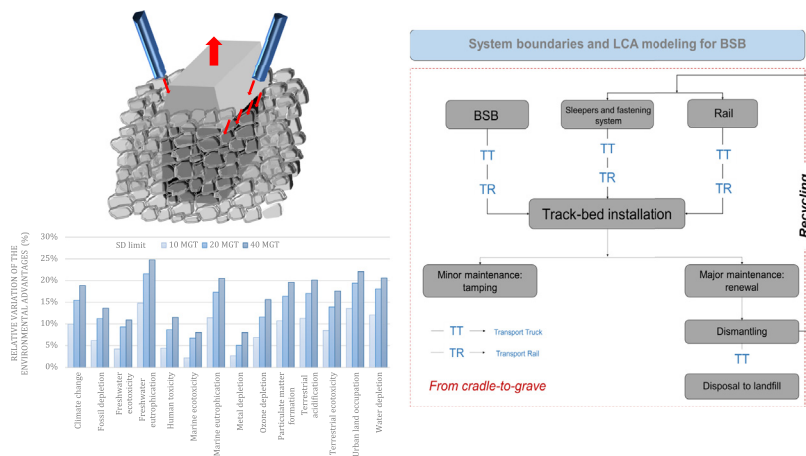 System boundaries and LCA modeling for BSB
BSB
Sleepers and fastening
system
Rail
TT
TT
TT
TR
TR
TR
Track-bed installation
Recycling
Minor maintenance:
tamping
Major maintenance:
renewal
TT
Transport Truck
TR
Transport Rail
Dismantling
TT
Disposal to landfill
From cradle-to-grave
RELATIVE VARIATION OF THE
ENVIRONMENTAL ADVANTAGES (%)
SD limit
10 MGT
20 MGT
40 MGT
30%
25%
20%
15%
10%
5%
0%
Climate change
Fossil depletion
Freshwater
ecotoxicity
Freshwater
eutrophication
Human toxicity
Marine ecotoxicity
Marine eutrophication
Metal depletion
Ozone depletion
Particulate matter
formation
Terrestrial
acidification
Terrestrial ecotoxicity
Urban land occupation
Water depletion